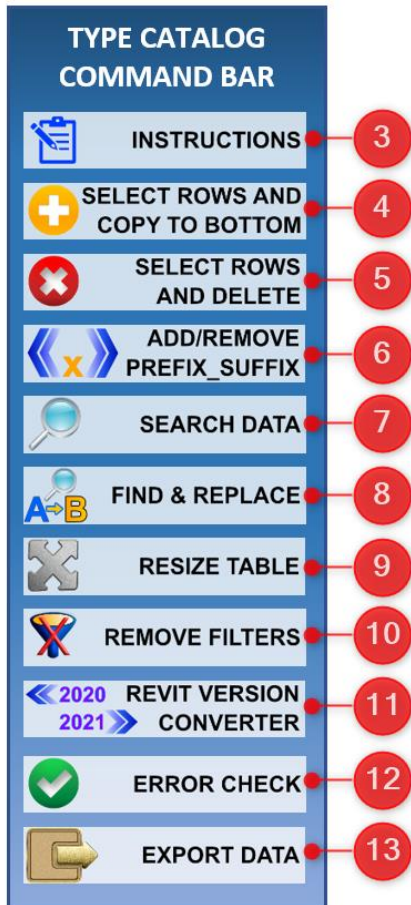 TYPE CATALOG
COMMAND BAR
INSTRUCTIONS 3
SELECT ROWS AND
COPY TO BOTTOM 4
SELECT ROWS
AND DELETE 5
x ADD/REMOVE
PREFIX_SUFFIX 6
SEARCH DATA 7
A B FIND & REPLACE 8
RESIZE TABLE 9
REMOVE FILTERS 10
2020 REVIT VERSION
2021 CONVERTER 11
ERROR CHECK 12
EXPORT DATA 13